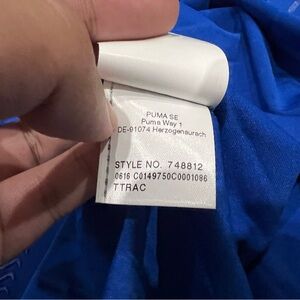 PUMA SE
Puma Way 1
DE-91074 Herzogenaurach
STYLE NO. 748812
0616 C0149750C0001086
TTRAC